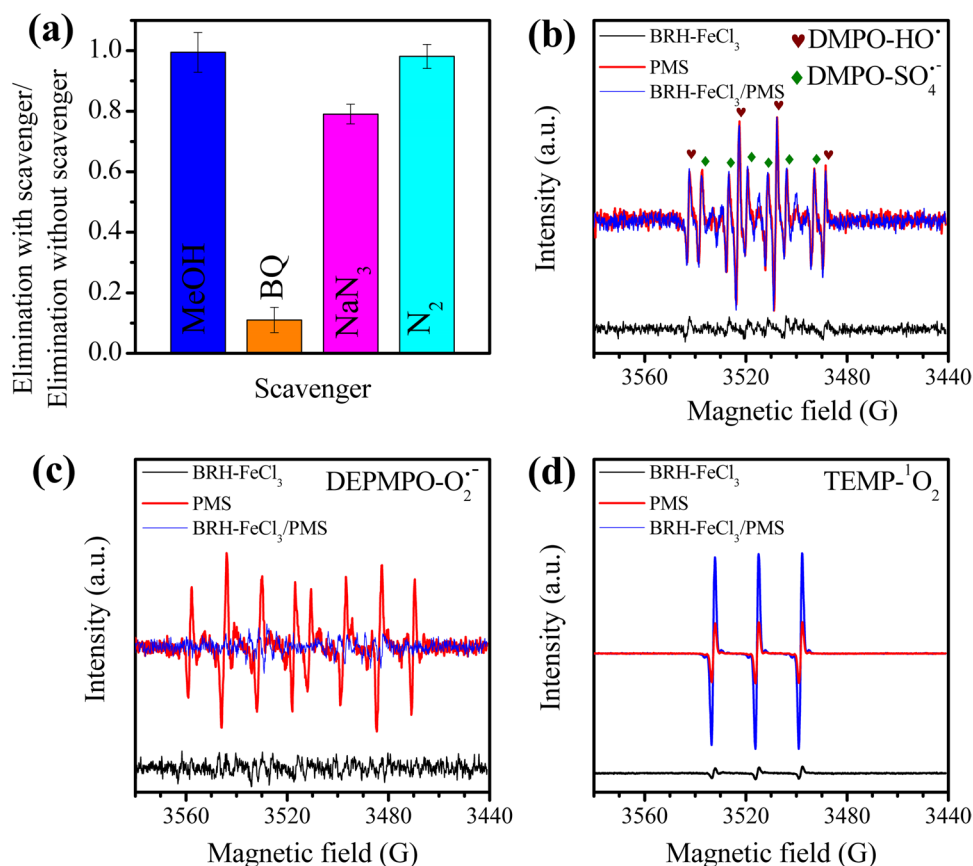 (a)
Elimination with scavenger/
Elimination without scavenger
1.0
0.8
0.6
0.4
0.2
0.0
MeOH
BQ
NaN₃
N₂
Scavenger
(b)
BRH-FeCl₃
PMS
BRH-FeCl₃/PMS
♥ DMPO-HO•
♦ DMPO-SO₄•⁻
Intensity (a.u.)
3560 3520 3480 3440
Magnetic field (G)
(c)
BRH-FeCl₃
PMS
BRH-FeCl₃/PMS
DEPMPO-O₂•⁻
Intensity (a.u.)
3560 3520 3480 3440
Magnetic field (G)
(d)
BRH-FeCl₃
PMS
BRH-FeCl₃/PMS
TEMP-¹O₂
Intensity (a.u.)
3560 3520 3480 3440
Magnetic field (G)